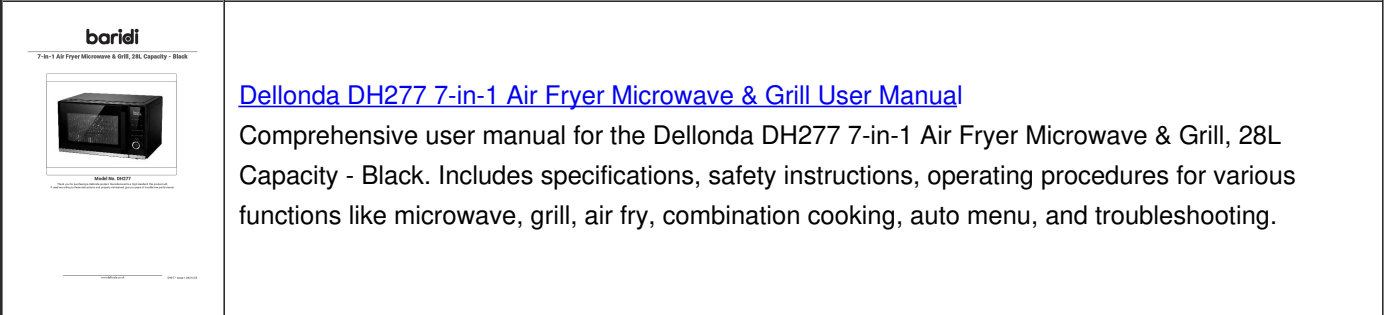 baridi
7-in-1 Air Fryer Microwave & Grill, 28L Capacity - Black
Model No. DH277
Dellonda DH277 7-in-1 Air Fryer Microwave & Grill User Manual
Comprehensive user manual for the Dellonda DH277 7-in-1 Air Fryer Microwave & Grill, 28L
Capacity - Black. Includes specifications, safety instructions, operating procedures for various
functions like microwave, grill, air fry, combination cooking, auto menu, and troubleshooting.